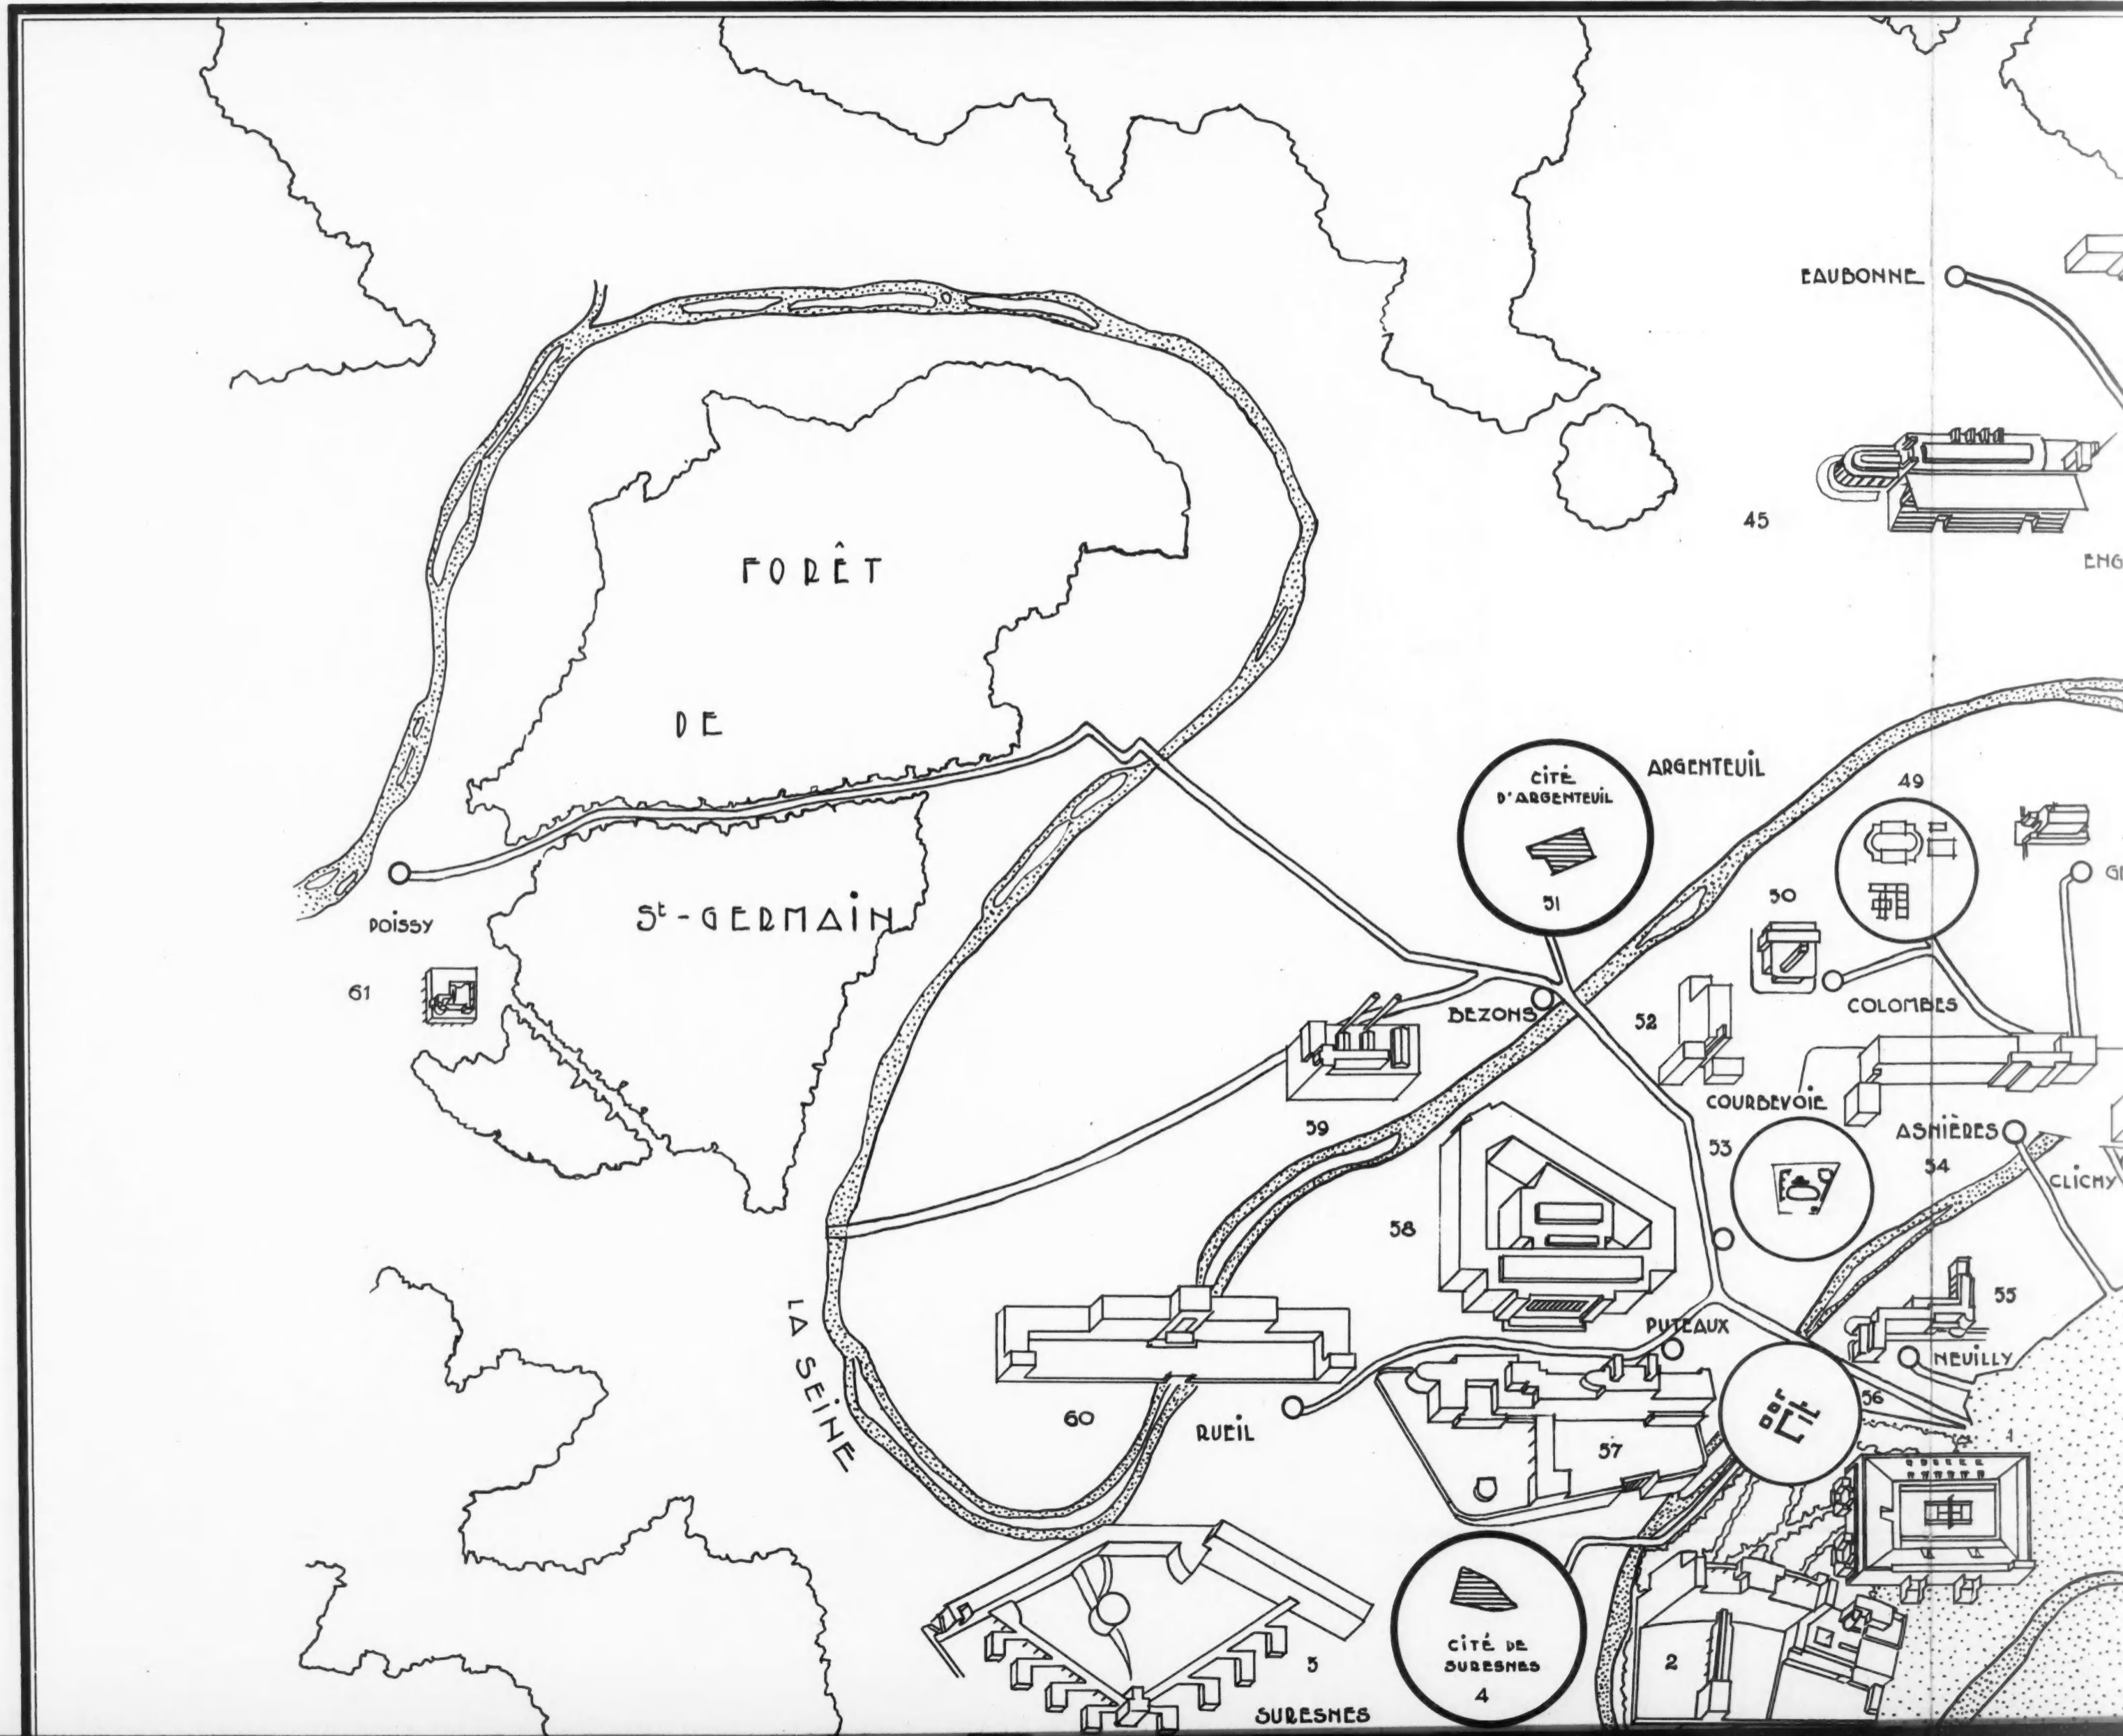 EAUBONNE
45
FORÊT
DE
St-GERMAIN
POISSY
61
LA SEINE
CITÉ
D'ARGENTEUIL
51
ARGENTEUIL
49
50
COLOMBES
BEZONS
52
59
COURBEVOIE
53
ASNIÈRES
54
CLICHY
58
55
PUTEAUX
NEUILLY
56
60
RUEIL
57
1
5
SURESNES
CITÉ DE
SURESNES
4
2